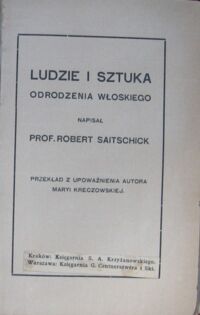 LUDZIE I SZTUKA
ODRODZENIA WŁOSKIEGO
NAPISAŁ
PROF. ROBERT SAITSCHICK
PRZEKŁAD Z UPOWAŻNIENIA AUTORA
MARYI KRECZOWSKIEJ.
Kraków: Księgarnia S. A. Krzyżanowskiego.
Warszawa: Księgarnia G. Centnerszwera i Ski.